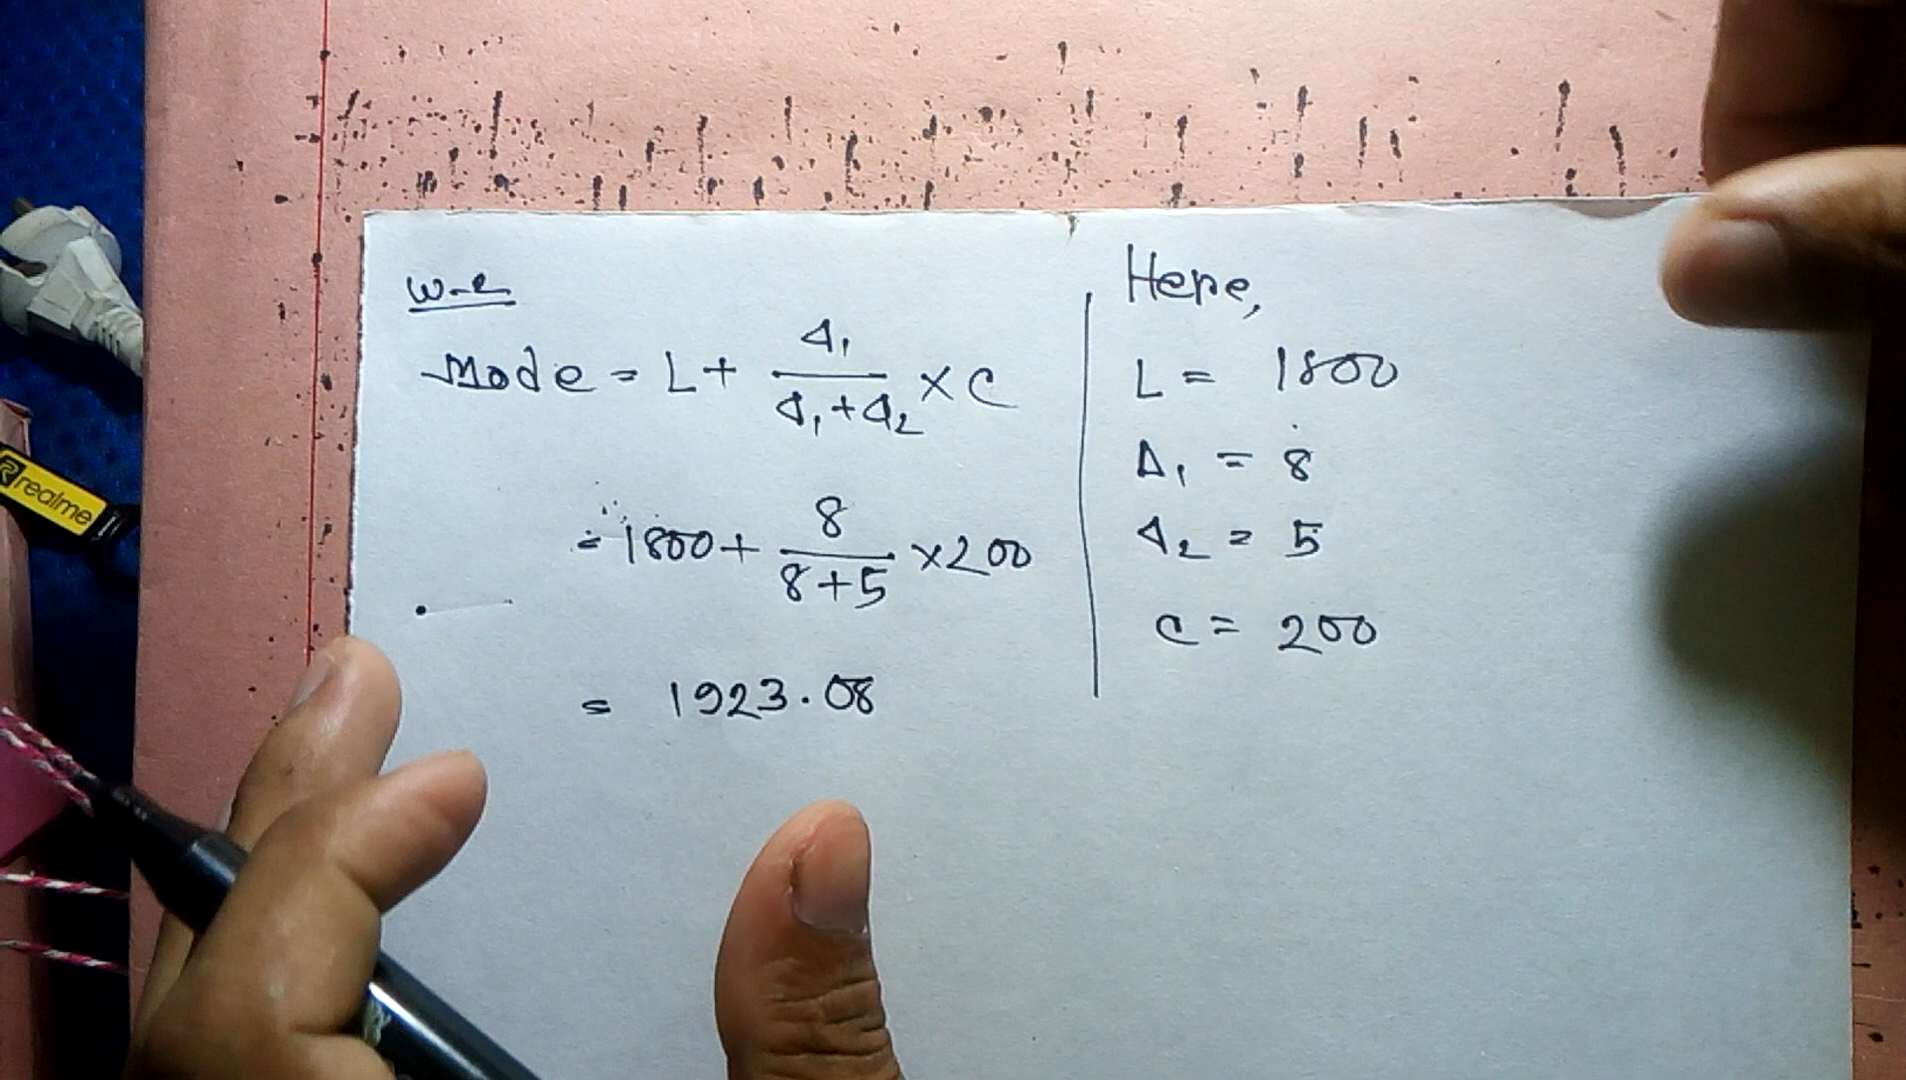 W-e
Mode = L + Δ₁/(Δ₁+Δ₂) × C
= 1800 + 8/(8+5) × 200
= 1923.08
Here,
L = 1800
Δ₁ = 8
Δ₂ = 5
C = 200
realme